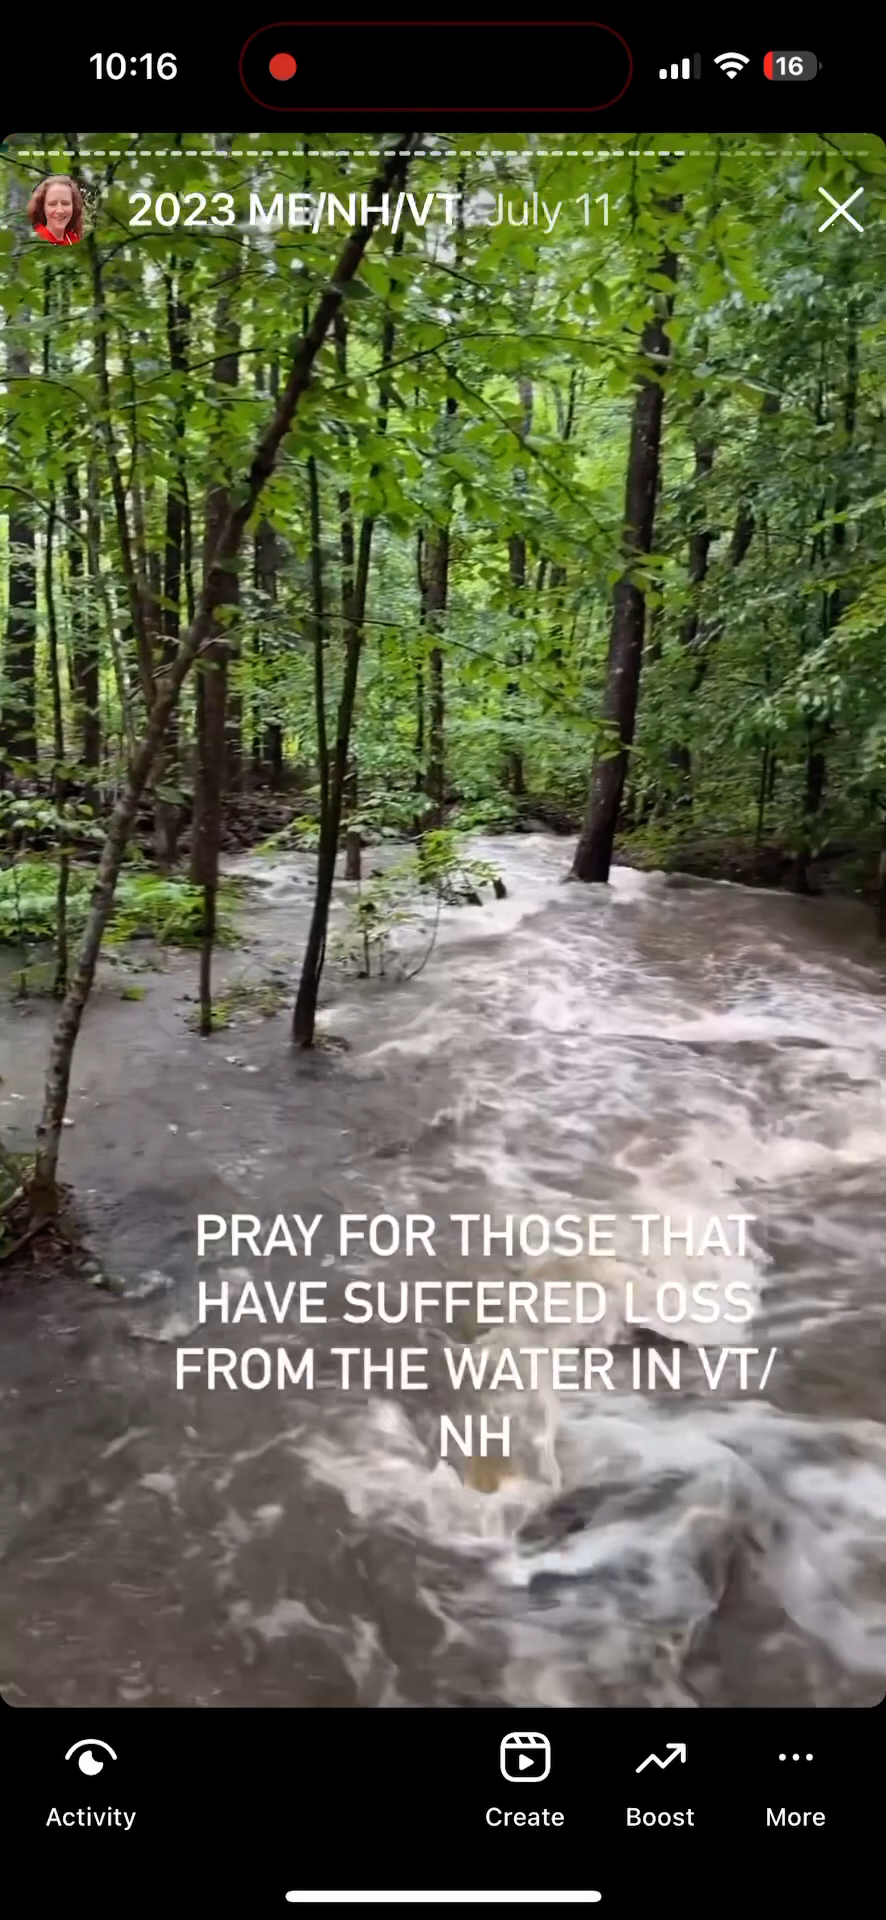 10:16
16
2023 ME/NH/VT July 11
PRAY FOR THOSE THAT
HAVE SUFFERED LOSS
FROM THE WATER IN VT/
NH
Activity
Create
Boost
More